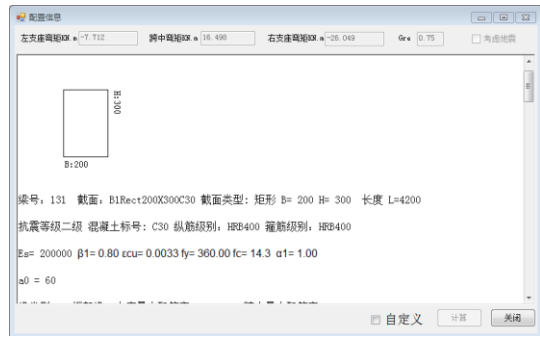 配置信息
左支座弯矩KN.m -7.712 跨中弯矩KN.m 16.498 右支座弯矩KN.m -26.049 Gre 0.75 考虑地震
H:300
B:200
梁号：131 截面：B1Rect200X300C30 截面类型：矩形 B= 200 H= 300 长度 L=4200
抗震等级二级 混凝土标号：C30 纵筋级别：HRB400 箍筋级别：HRB400
Es= 200000 β1= 0.80 εcu= 0.0033 fy= 360.00 fc= 14.3 α1= 1.00
a0 = 60
自定义 计算 关闭